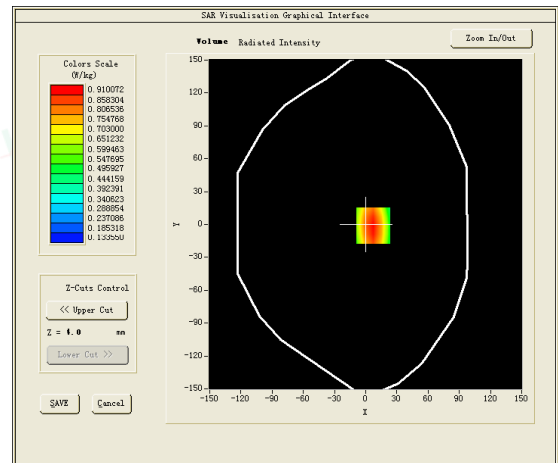 SAR Visualisation Graphical Interface
Volume Radiated Intensity
Zoom In/Out
Colors Scale
(W/kg)
0.910072
0.858304
0.806536
0.754768
0.703000
0.651232
0.599463
0.547695
0.495927
0.444159
0.392391
0.340623
0.288854
0.237086
0.185318
0.133550
Z-Cuts Control
<< Upper Cut
Z = 4.0 mm
Lower Cut >>
SAVE
Cancel
150
120
90
60
30
0
-30
-60
-90
-120
-150
Y
-150 -120 -90 -60 -30 0 30 60 90 120 150
X